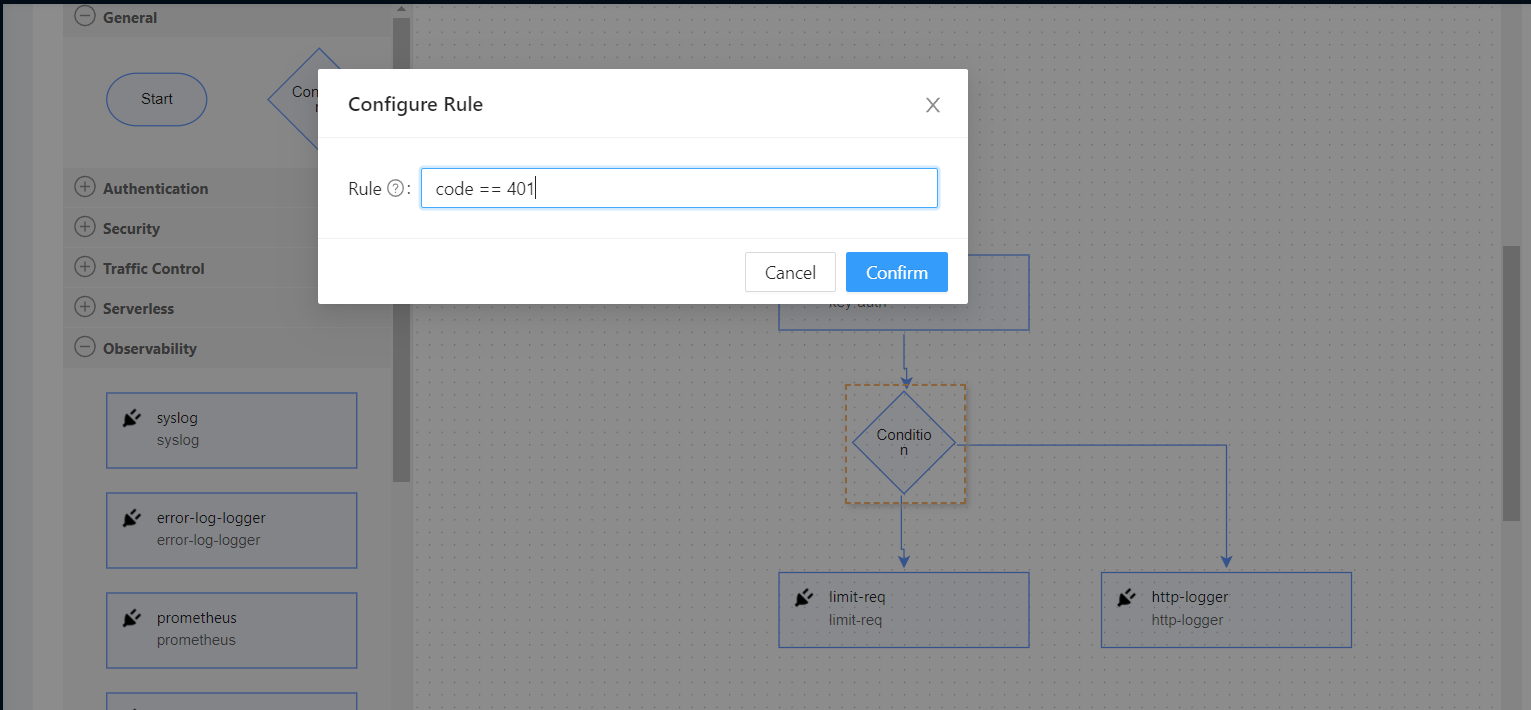 General
Start
Con
Configure Rule
Rule ? :
code == 401
Cancel
Confirm
Authentication
Security
Traffic Control
Serverless
Observability
syslog
syslog
error-log-logger
error-log-logger
prometheus
prometheus
key-auth
Conditio
n
limit-req
limit-req
http-logger
http-logger